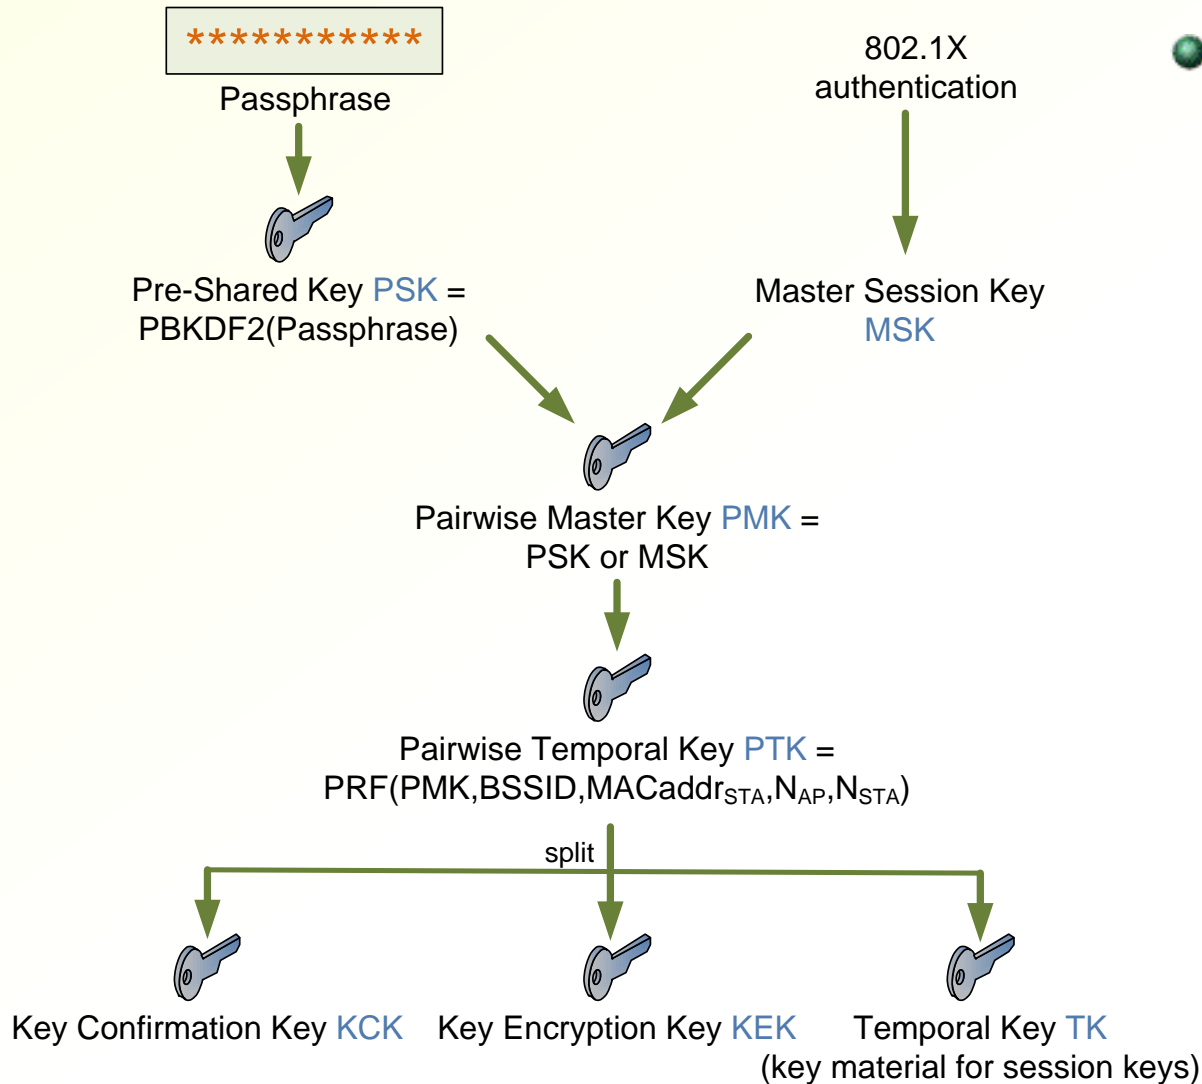 ***********
Passphrase
802.1X
authentication
Pre-Shared Key PSK =
PBKDF2(Passphrase)
Master Session Key
MSK
Pairwise Master Key PMK =
PSK or MSK
Pairwise Temporal Key PTK =
PRF(PMK,BSSID,MACaddrSTA,NAP,NSTA)
split
Key Confirmation Key KCK
Key Encryption Key KEK
Temporal Key TK
(key material for session keys)